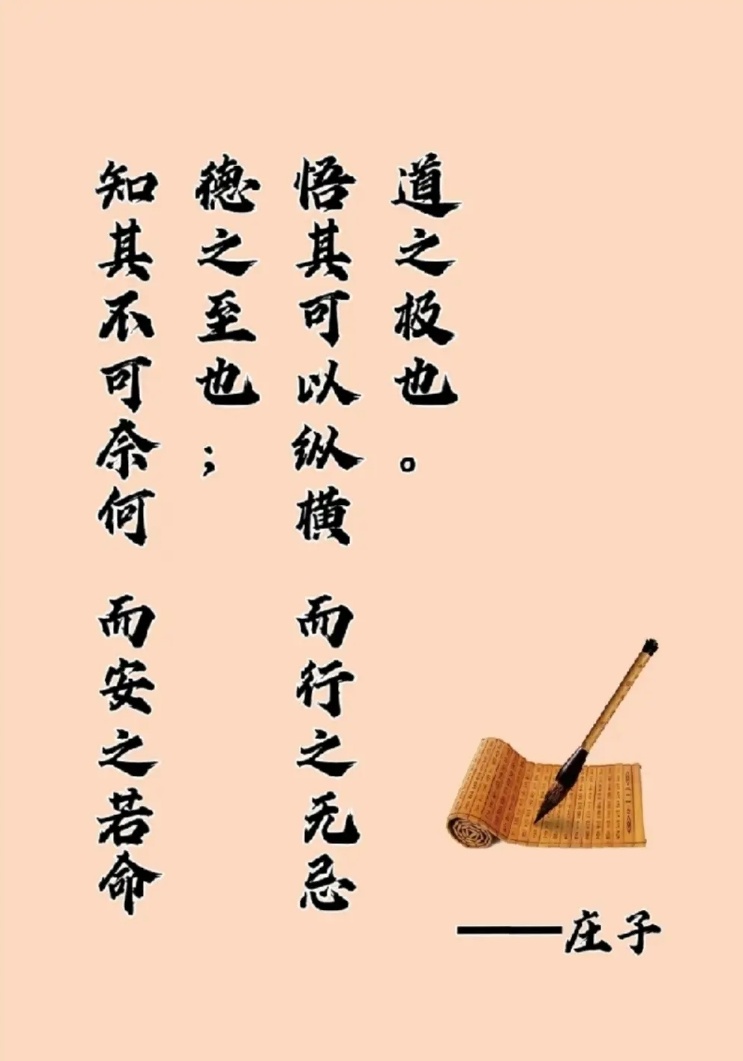 知其不可奈何 而安之若命
德之至也；
悟其可以纵横 而行之无忌
道之极也。
——庄子